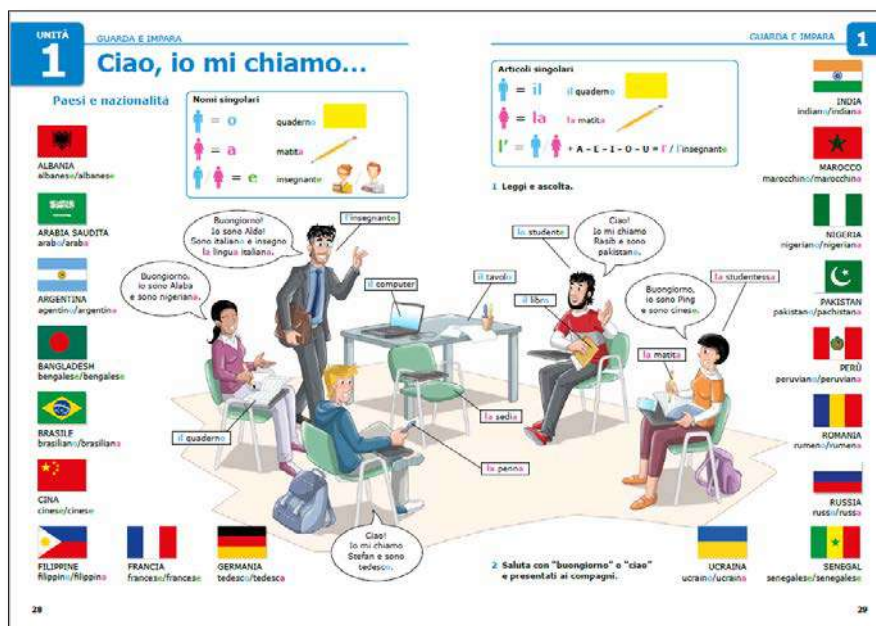 UNITÀ
1
GUARDA E IMPARA
Ciao, io mi chiamo...
Paesi e nazionalità
Nomi singolari
= o
quaderno
= a
matita
= e
insegnante
ALBANIA
albanese/albanese
ARABIA SAUDITA
arabo/araba
ARGENTINA
agentino/argentina
BANGLADESH
bengalese/bengalese
BRASILE
brasiliano/brasiliana
CINA
cinese/cinese
FILIPPINE
filippino/filippina
FRANCIA
francese/francese
GERMANIA
tedesco/tedesca
Buongiorno!
Io sono Aldo!
Sono italiano e insegno
la lingua italiana.
l'insegnante
Buongiorno,
io sono Alaba
e sono nigeriana.
il computer
il tavolo
il quaderno
la sedia
la penna
Ciao!
Io mi chiamo
Stefan e sono
tedesco.
28
GUARDA E IMPARA
1
Articoli singolari
= il
il quaderno
= la
la matita
l' =
+ A – E – I – O – U = l' / l'insegnante
1 Leggi e ascolta.
lo studente
Ciao!
Io mi chiamo
Rasib e sono
pakistano.
il libro
la studentessa
Buongiorno,
io sono Ping
e sono cinese.
la matita
INDIA
indiano/indiana
MAROCCO
marocchino/marocchina
NIGERIA
nigeriano/nigeriana
PAKISTAN
pakistano/pachistana
PERÙ
peruviano/peruviana
ROMANIA
rumeno/rumena
RUSSIA
russo/russa
UCRAINA
ucraino/ucraina
SENEGAL
senegalese/senegalese
2 Saluta con "buongiorno" o "ciao"
e presentati ai compagni.
29